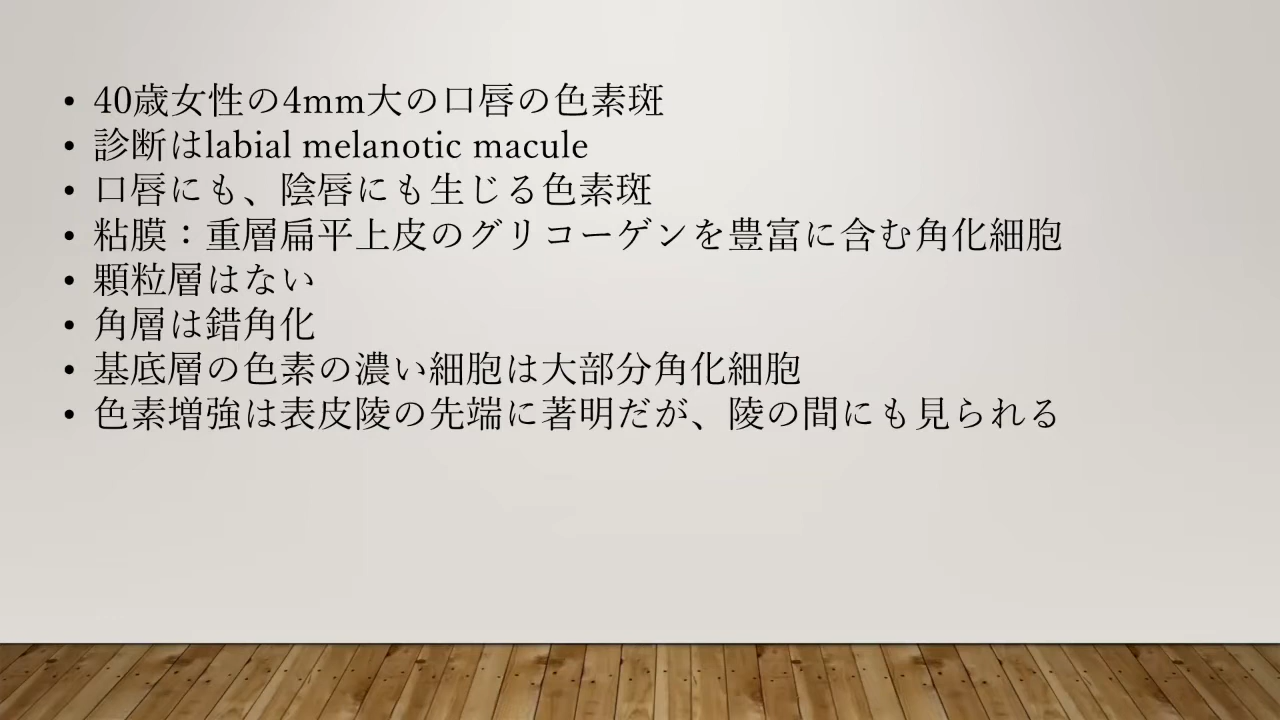 • 40歳女性の4mm大の口唇の色素斑
• 診断はlabial melanotic macule
• 口唇にも、陰唇にも生じる色素斑
• 粘膜：重層扁平上皮のグリコーゲンを豊富に含む角化細胞
• 顆粒層はない
• 角層は錯角化
• 基底層の色素の濃い細胞は大部分角化細胞
• 色素増強は表皮陵の先端に著明だが、陵の間にも見られる